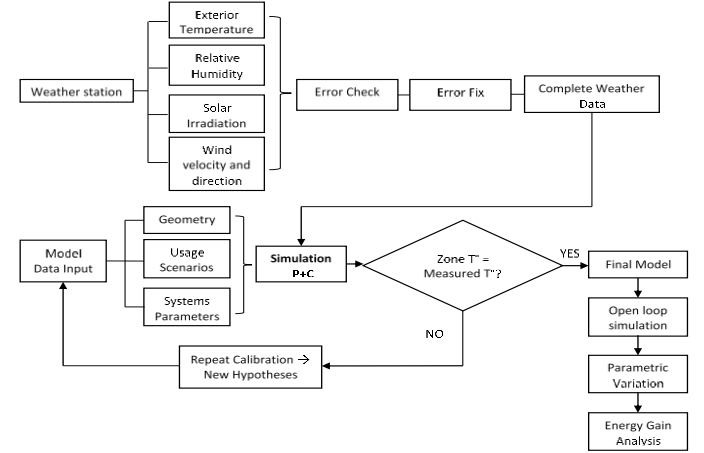 Exterior
Temperature
Relative
Humidity
Weather station
Error Check
Error Fix
Complete Weather
Data
Solar
Irradiation
Wind
velocity and
direction
Geometry
Model
Data Input
Usage
Scenarios
Systems
Parameters
Simulation
P+C
Zone T° =
Measured T°?
YES
NO
Final Model
Open loop
simulation
Parametric
Variation
Energy Gain
Analysis
Repeat Calibration →
New Hypotheses